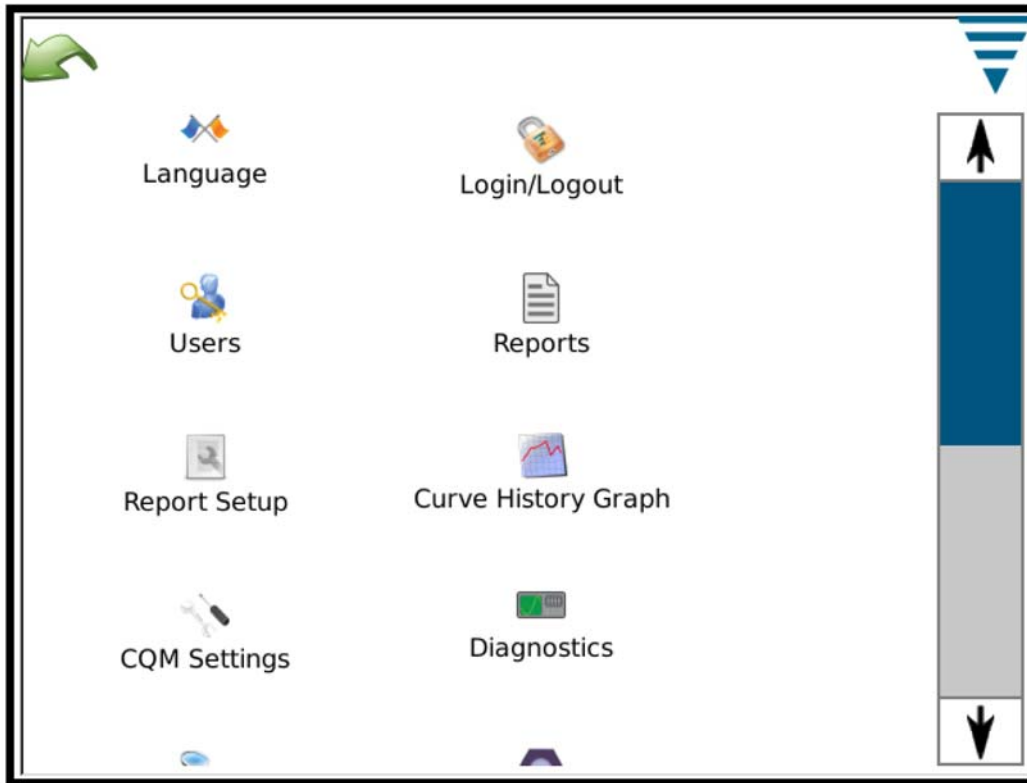 Language
Login/Logout
Users
Reports
Report Setup
Curve History Graph
CQM Settings
Diagnostics